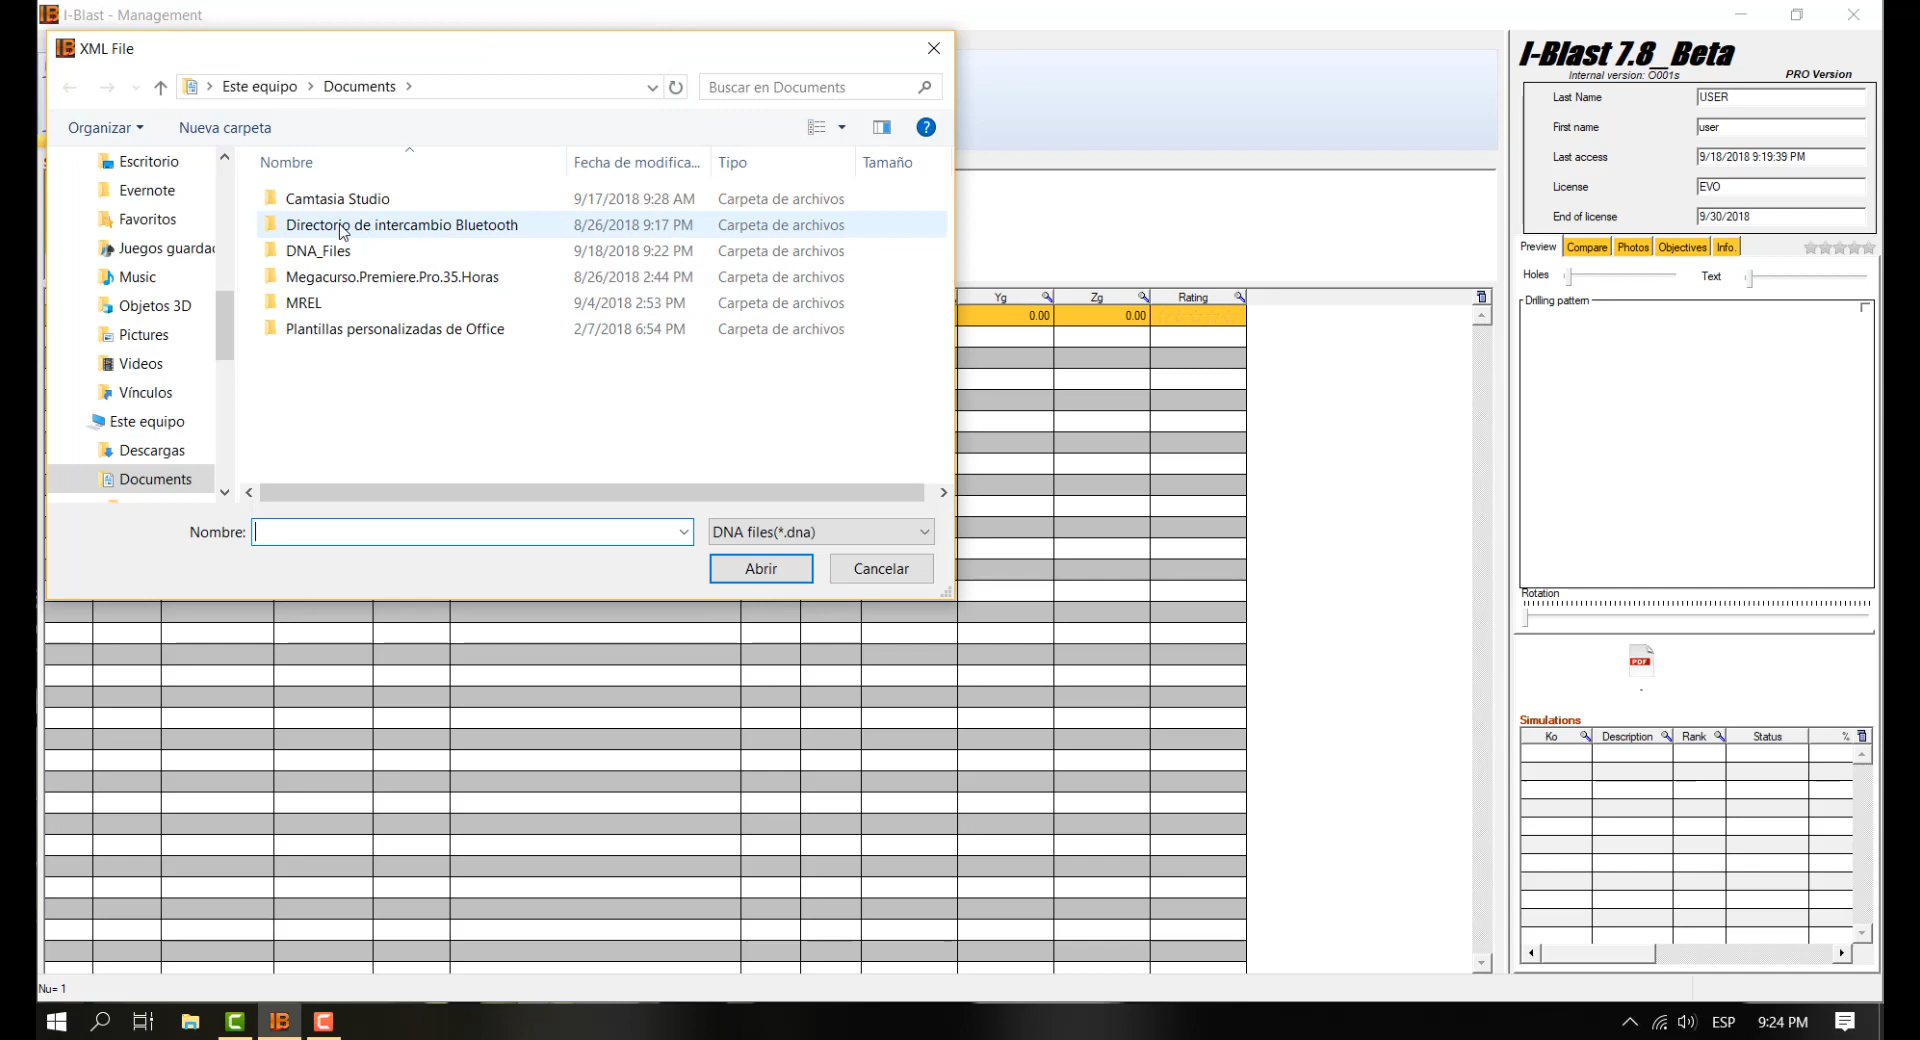 I-Blast - Management
XML File
Este equipo > Documents >
Buscar en Documents
Organizar
Nueva carpeta
Escritorio
Evernote
Favoritos
Juegos guardac
Music
Objetos 3D
Pictures
Videos
Vínculos
Este equipo
Descargas
Documents
Nombre Fecha de modifica... Tipo Tamaño
Camtasia Studio 9/17/2018 9:28 AM Carpeta de archivos
Directorio de intercambio Bluetooth 8/26/2018 9:17 PM Carpeta de archivos
DNA_Files 9/18/2018 9:22 PM Carpeta de archivos
Megacurso.Premiere.Pro.35.Horas 8/26/2018 2:44 PM Carpeta de archivos
MREL 9/4/2018 2:53 PM Carpeta de archivos
Plantillas personalizadas de Office 2/7/2018 6:54 PM Carpeta de archivos
Nombre:
DNA files(*.dna)
Abrir
Cancelar
Yg Zg Rating
0.00 0.00
I-Blast 7.8_Beta
Internal version: O001s PRO Version
Last Name USER
First name user
Last access 9/18/2018 9:19:39 PM
License EVO
End of license 9/30/2018
Preview Compare Photos Objectives Info.
Holes Text
Drilling pattern
Rotation
PDF
.
Simulations
Ko Description Rank Status %
Nu= 1
IB
ESP 9:24 PM